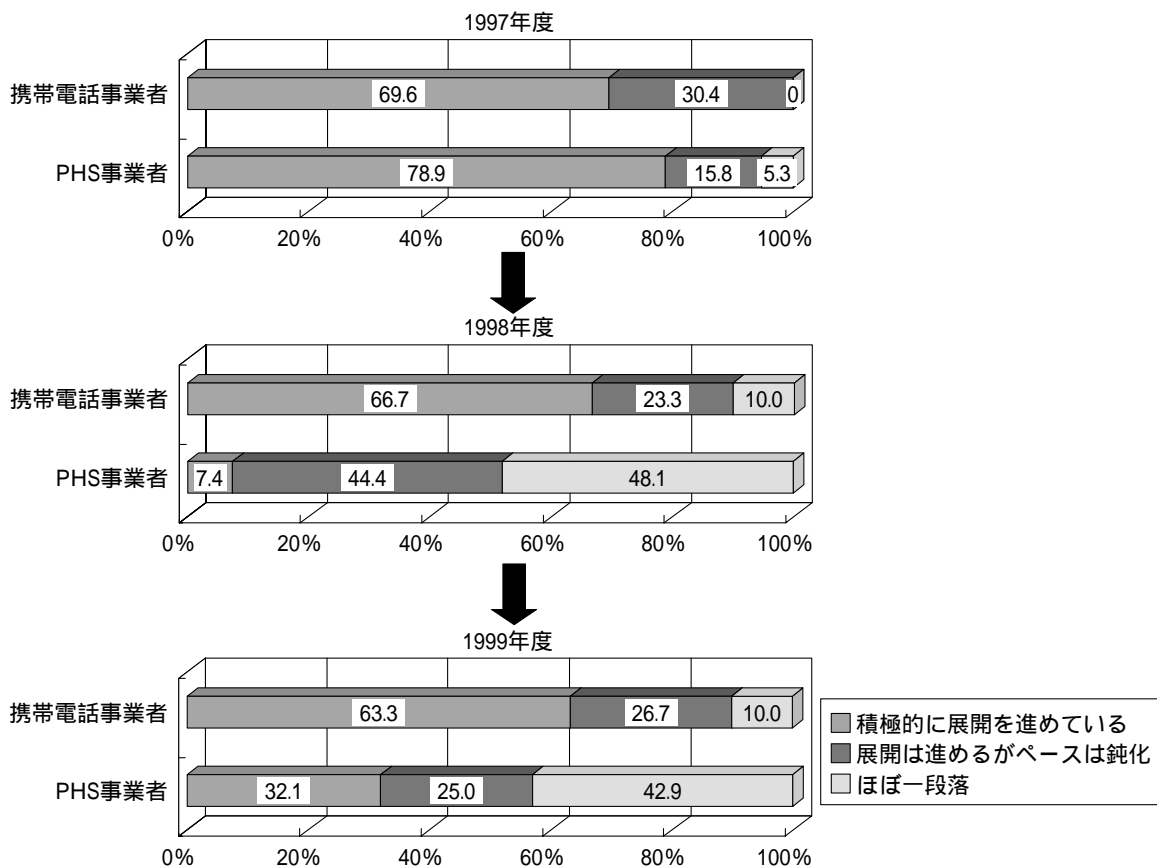 1997年度
携帯電話事業者
69.6
30.4
0
PHS事業者
78.9
15.8
5.3
0% 20% 40% 60% 80% 100%
1998年度
携帯電話事業者
66.7
23.3
10.0
PHS事業者
7.4
44.4
48.1
0% 20% 40% 60% 80% 100%
1999年度
携帯電話事業者
63.3
26.7
10.0
PHS事業者
32.1
25.0
42.9
0% 20% 40% 60% 80% 100%
積極的に展開を進めている
展開は進めるがペースは鈍化
ほぼ一段落